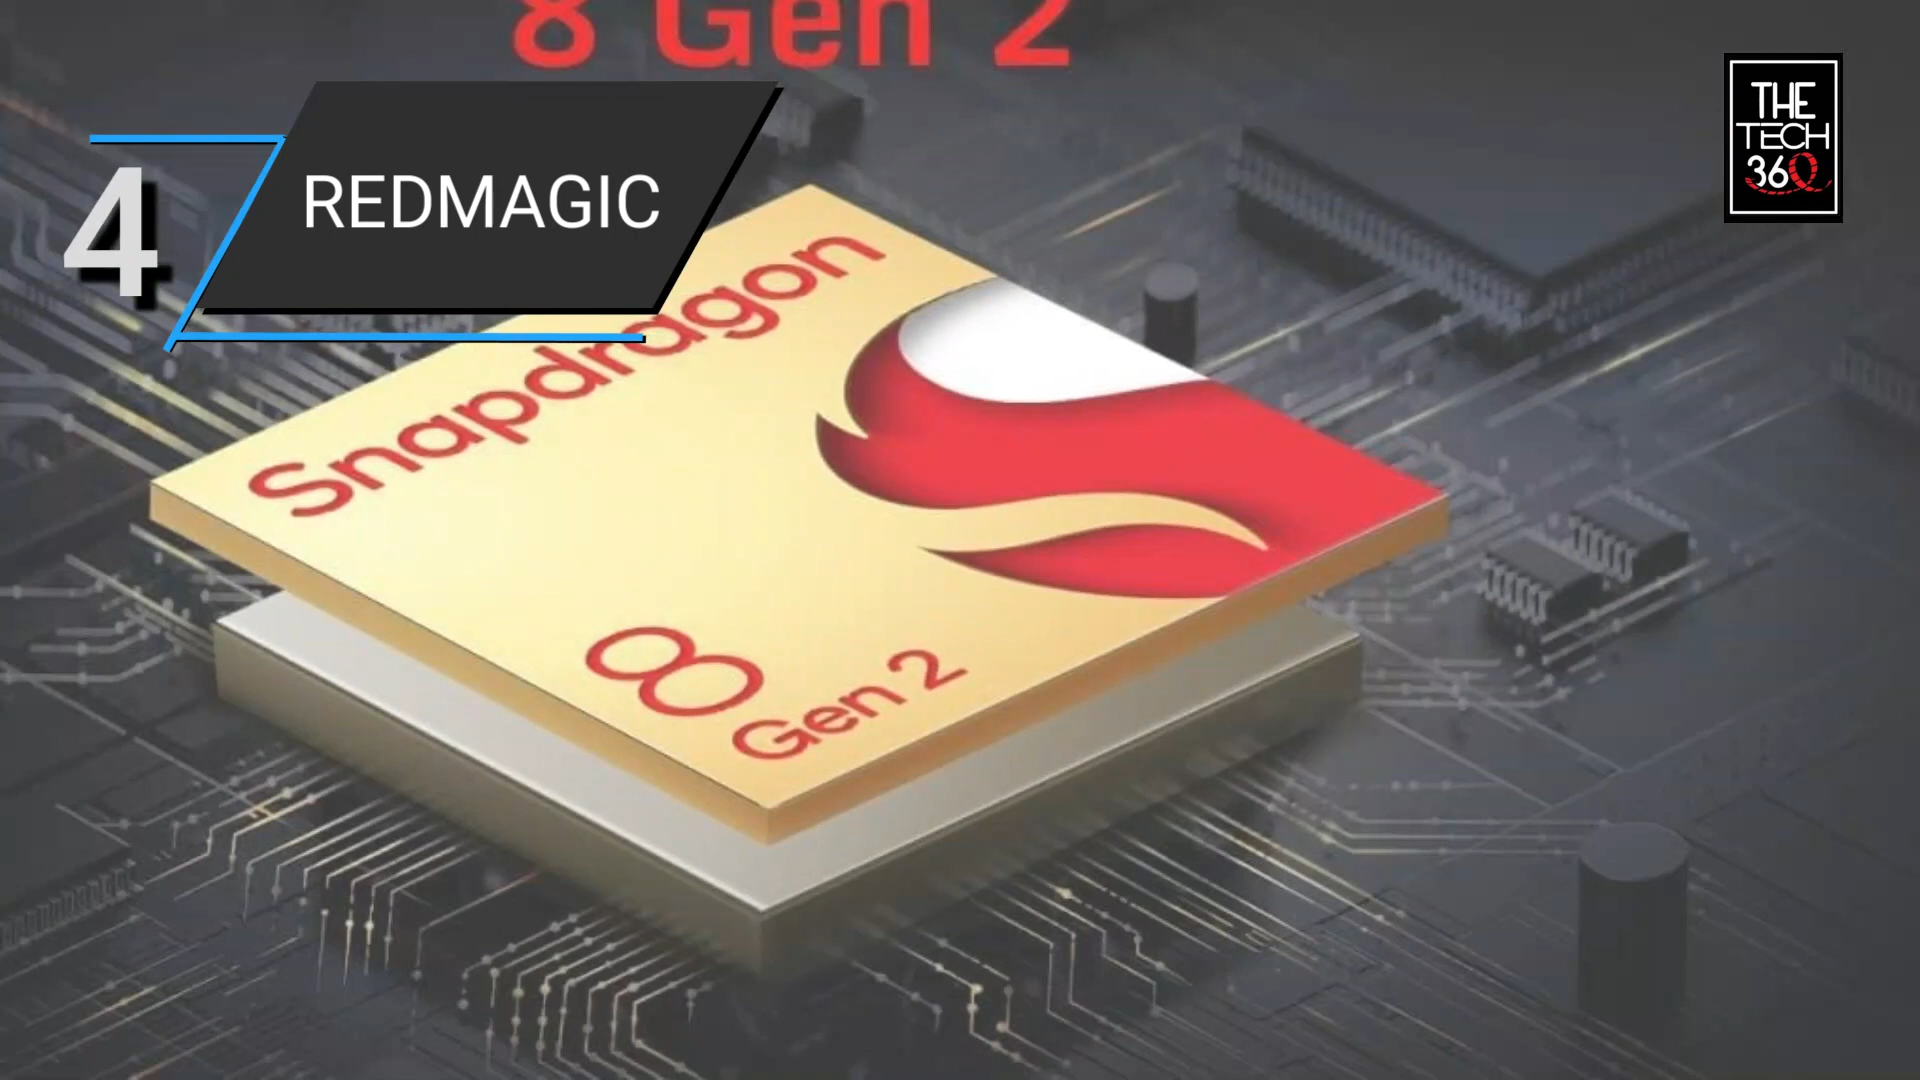 8 Gen 2
4
REDMAGIC
THE
TECH
360
Snapdragon
8
Gen 2